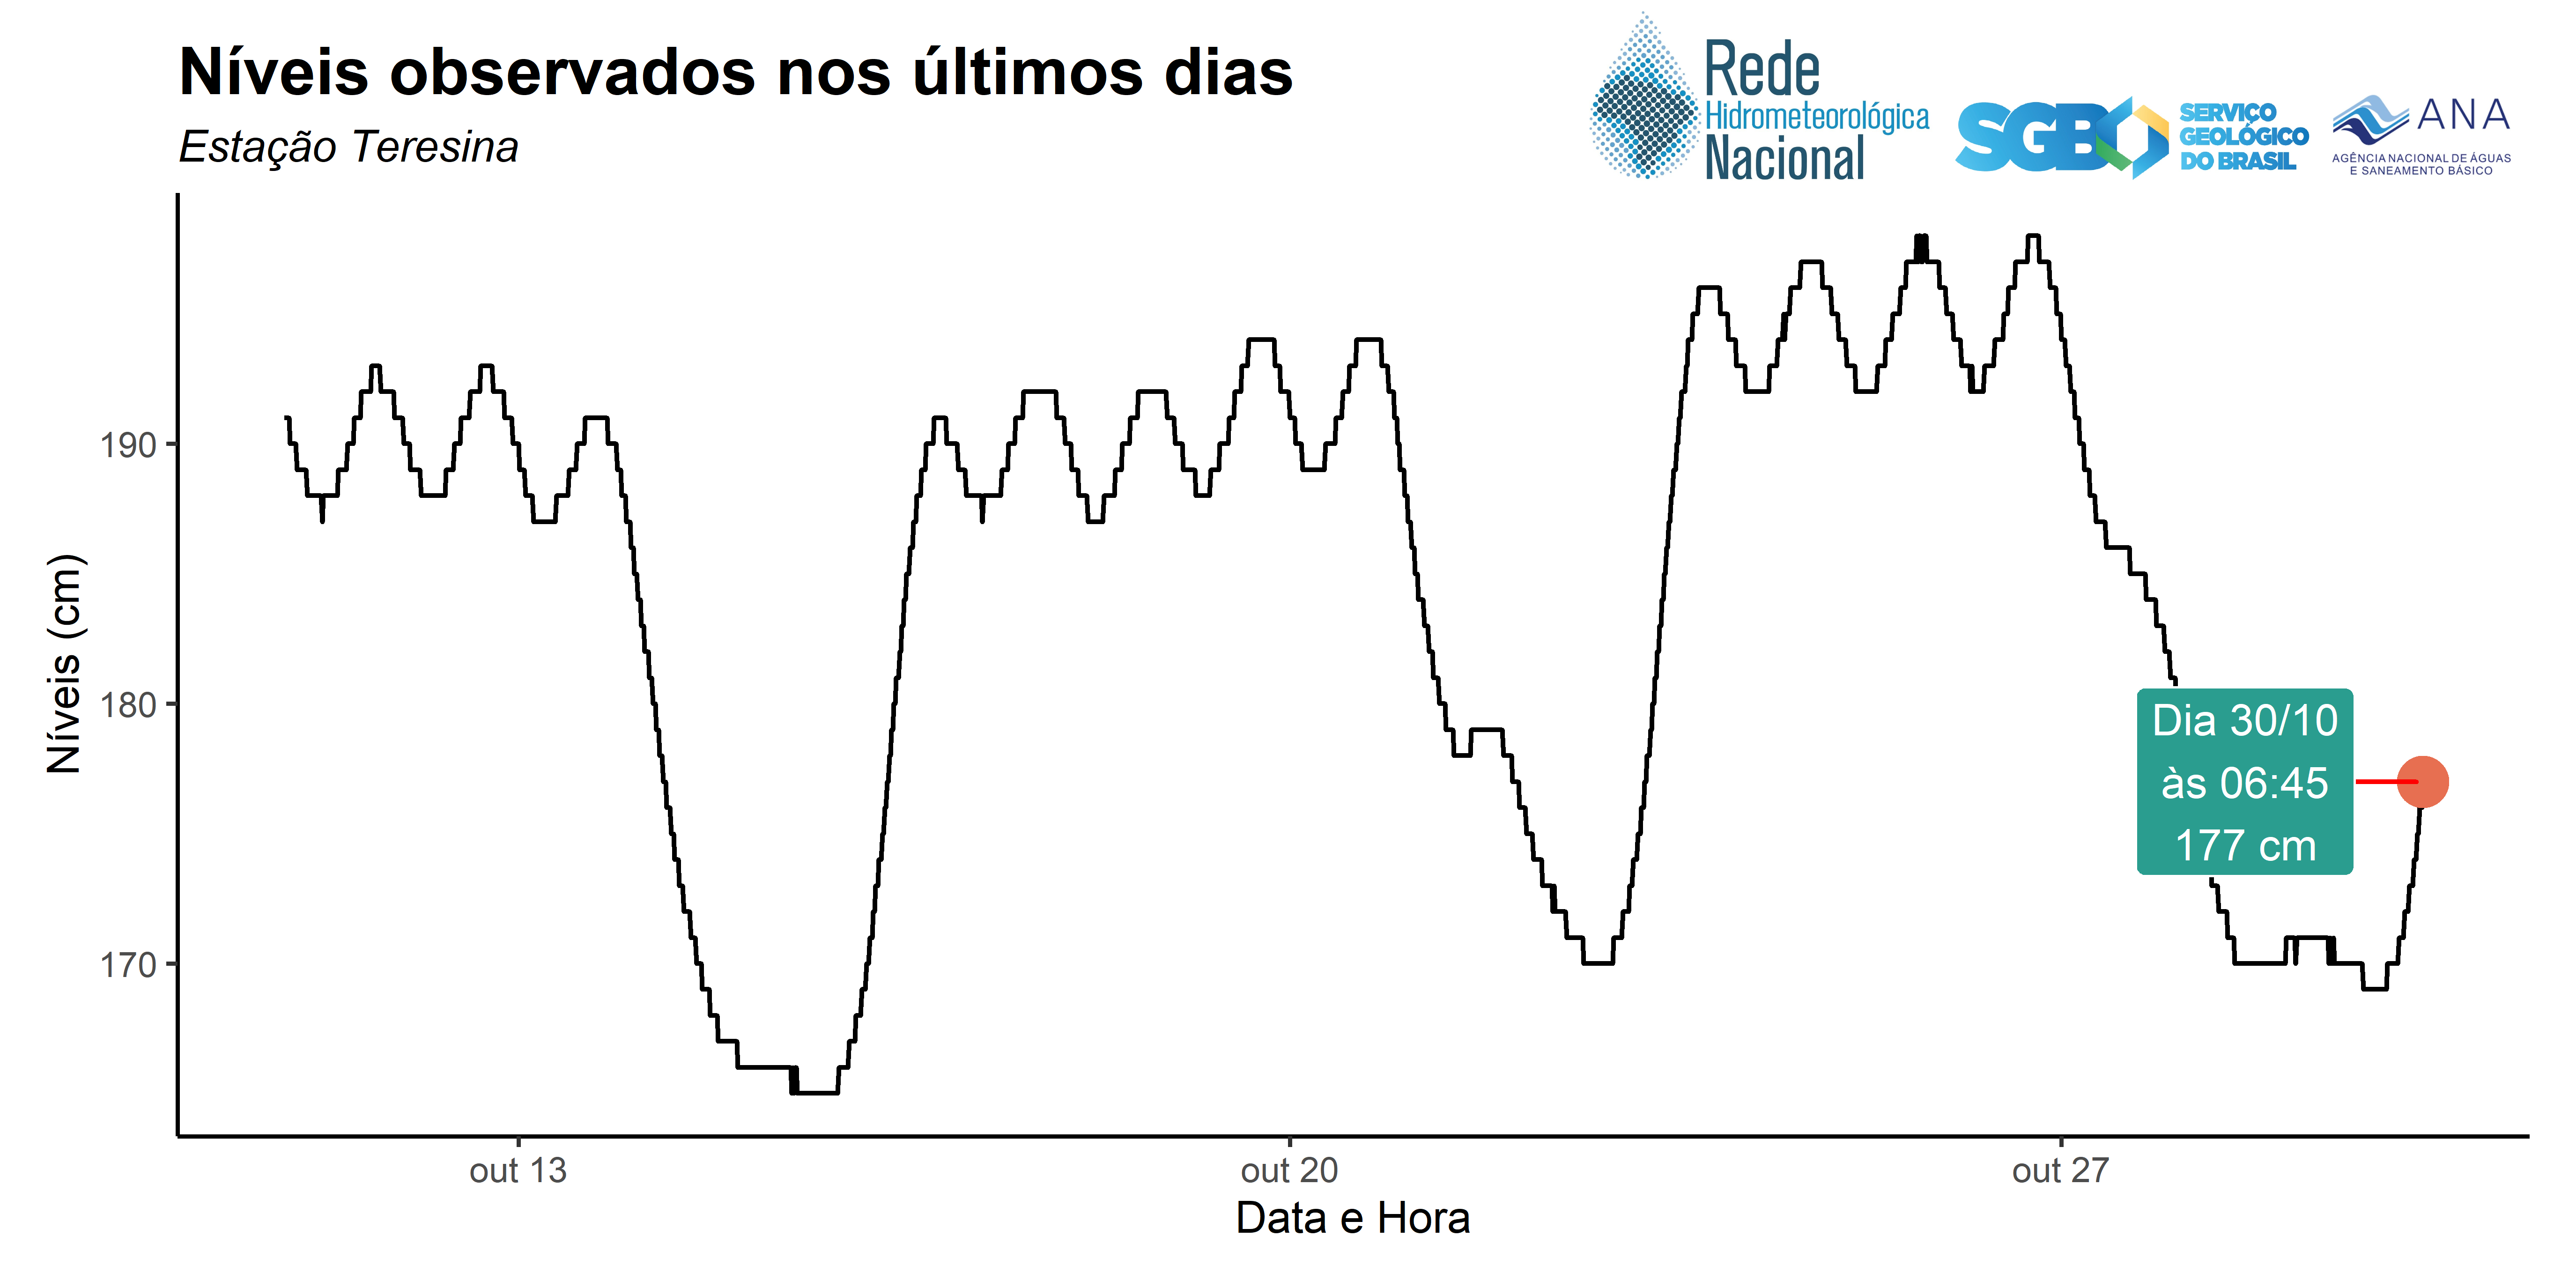 Níveis observados nos últimos dias
Estação Teresina
Rede
Hidrometeorológica
Nacional
SGB
SERVIÇO
GEOLÓGICO
DO BRASIL
ANA
AGÊNCIA NACIONAL DE ÁGUAS
E SANEAMENTO BÁSICO
Níveis (cm)
190
180
170
Dia 30/10
às 06:45
177 cm
out 13
out 20
out 27
Data e Hora